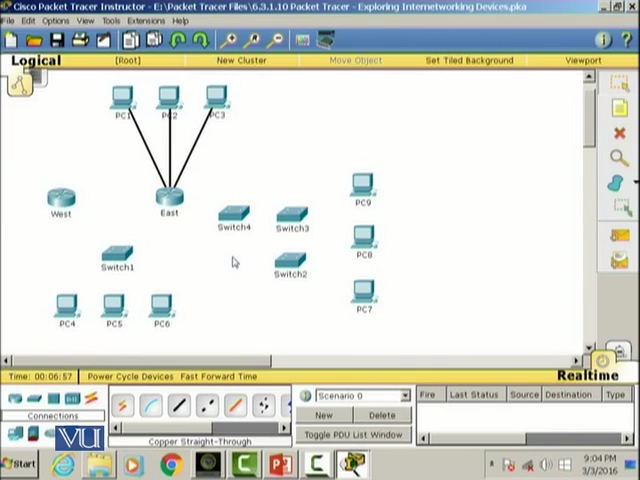 Cisco Packet Tracer Instructor - E:\Packet Tracer Files\6.3.1.10 Packet Tracer - Exploring Internetworking Devices.pka
File Edit Options View Tools Extensions Help
Logical [Root] New Cluster Move Object Set Tiled Background Viewport
PC1 PC2 PC3
PC9
West East
Switch4 Switch3
PC8
Switch1 Switch2
PC7
PC4 PC5 PC6
Time: 00:06:57 Power Cycle Devices Fast Forward Time Realtime
Scenario 0
Fire Last Status Source Destination Type
Connections
New Delete
Toggle PDU List Window
VU
Copper Straight-Through
Start
9:04 PM
3/3/2016